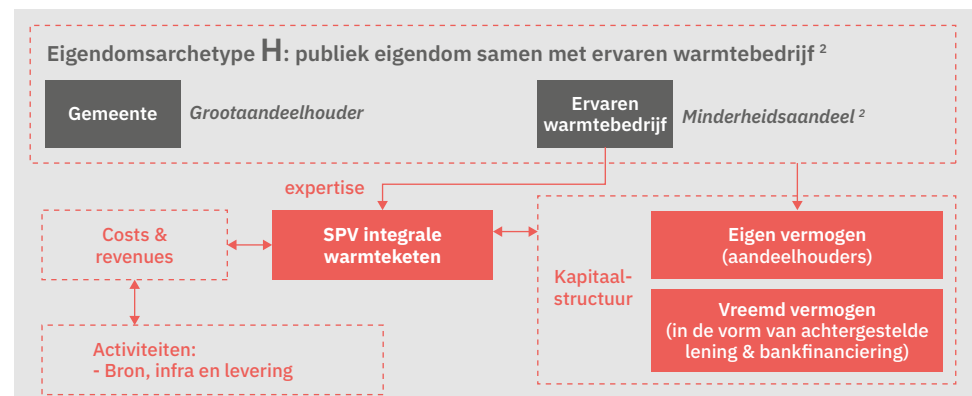 Eigendomsarchetype H: publiek eigendom samen met ervaren warmtebedrijf ²
Gemeente
Grootaandeelhouder
Ervaren
warmtebedrijf
Minderheidsaandeel ²
expertise
Costs &
revenues
SPV integrale
warmteketen
Kapitaal-
structuur
Eigen vermogen
(aandeelhouders)
Vreemd vermogen
(in de vorm van achtergestelde
lening & bankfinanciering)
Activiteiten:
- Bron, infra en levering